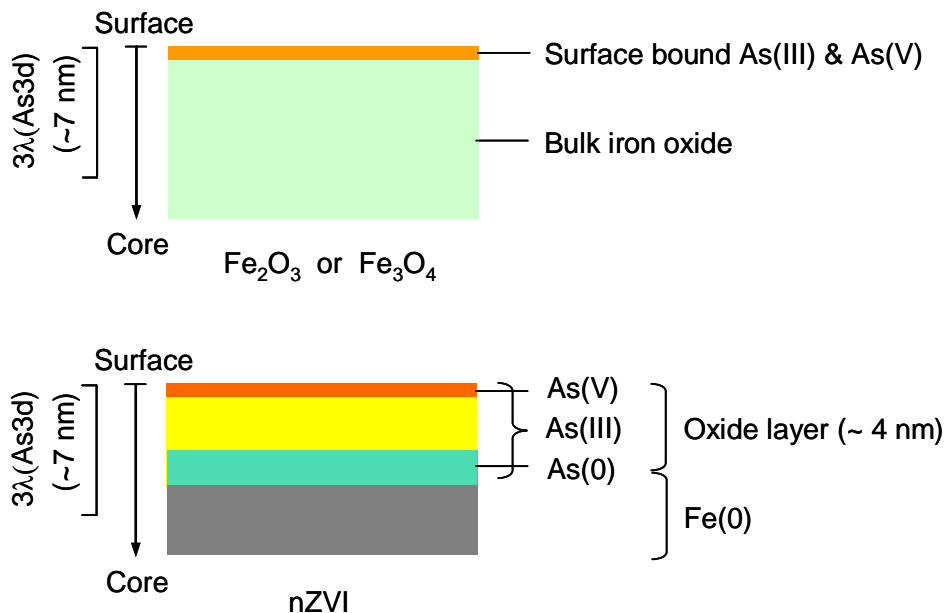 Surface
3λ(As3d)
(~7 nm)
Surface bound As(III) & As(V)
Bulk iron oxide
Core
Fe₂O₃ or Fe₃O₄
Surface
3λ(As3d)
(~7 nm)
As(V)
As(III)
As(0)
Oxide layer (~ 4 nm)
Fe(0)
Core
nZVI